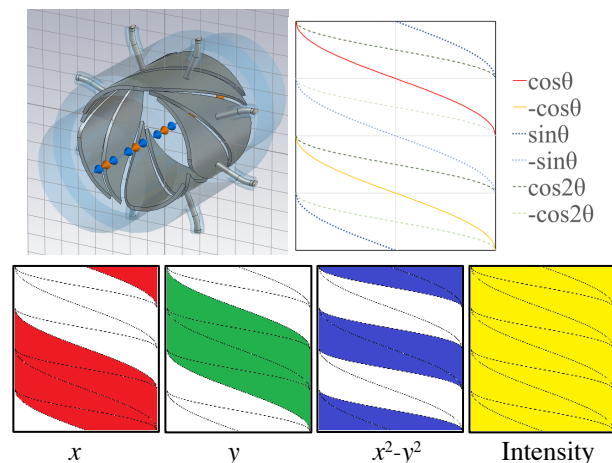 cosθ
-cosθ
sinθ
-sinθ
cos2θ
-cos2θ
x
y
x²-y²
Intensity